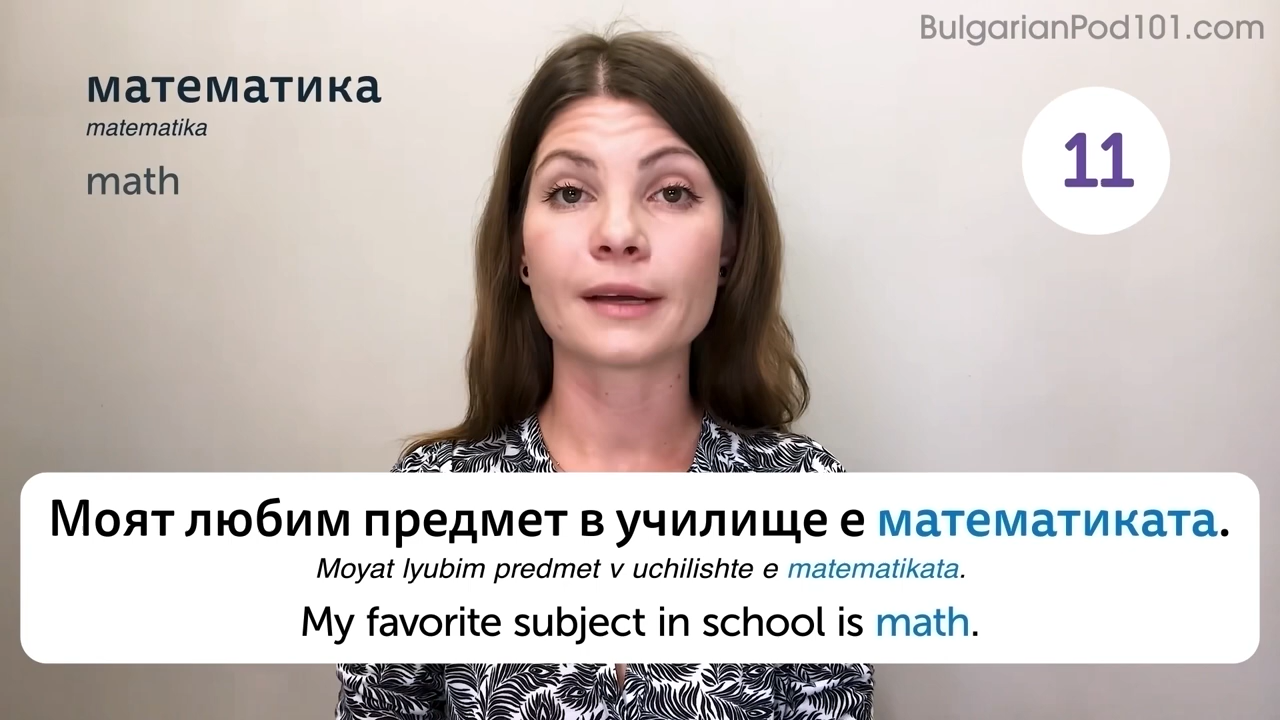 BulgarianPod101.com
математика
matematika
math
11
Моят любим предмет в училище е математиката.
Moyat lyubim predmet v uchilishte e matematikata.
My favorite subject in school is math.